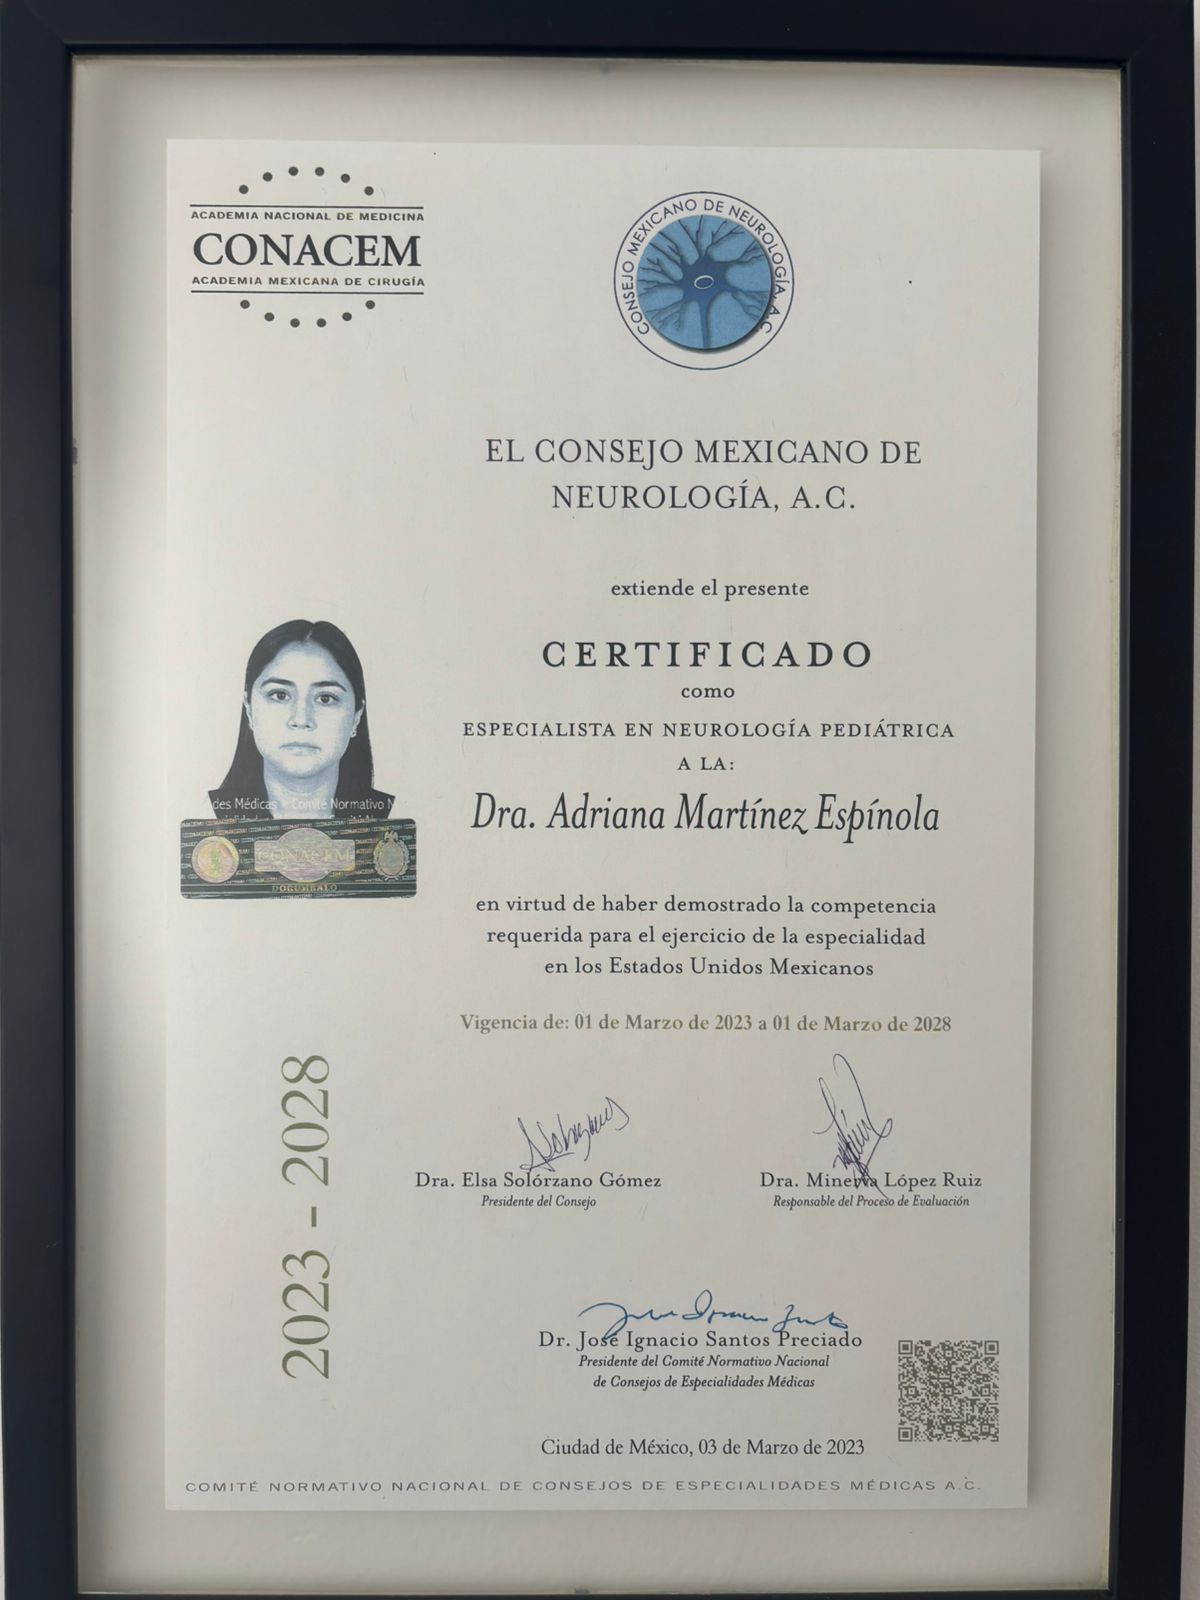 ACADEMIA NACIONAL DE MEDICINA
CONACEM
ACADEMIA MEXICANA DE CIRUGÍA
CONSEJO MEXICANO DE NEUROLOGÍA, A.C.
EL CONSEJO MEXICANO DE
NEUROLOGÍA, A.C.
extiende el presente
CERTIFICADO
como
ESPECIALISTA EN NEUROLOGÍA PEDIÁTRICA
A LA:
Dra. Adriana Martínez Espínola
des Médicas Comité Normativo N
CONACEM
en virtud de haber demostrado la competencia
requerida para el ejercicio de la especialidad
en los Estados Unidos Mexicanos
Vigencia de: 01 de Marzo de 2023 a 01 de Marzo de 2028
2023 - 2028
Dra. Elsa Solórzano Gómez
Presidente del Consejo
Dra. Minerva López Ruiz
Responsable del Proceso de Evaluación
Dr. José Ignacio Santos Preciado
Presidente del Comité Normativo Nacional
de Consejos de Especialidades Médicas
Ciudad de México, 03 de Marzo de 2023
COMITÉ NORMATIVO NACIONAL DE CONSEJOS DE ESPECIALIDADES MÉDICAS A.C.